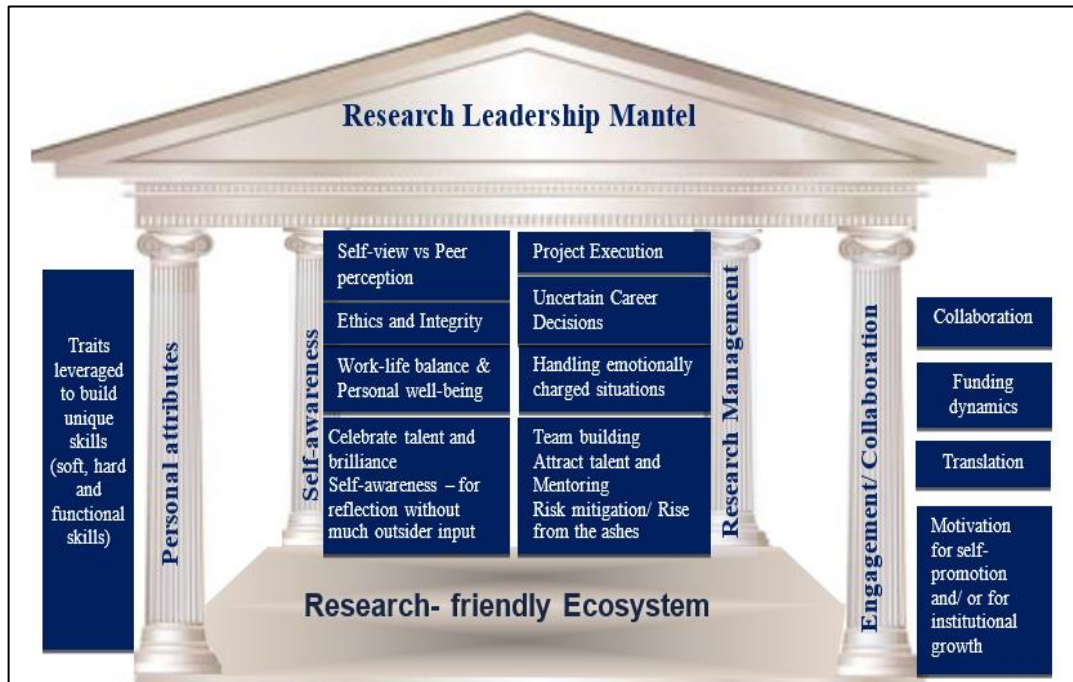 Research Leadership Mantel
Personal attributes
Traits
leveraged to
build
unique
skills
(soft, hard
and
functional
skills)
Self-awareness
Self-view vs Peer
perception
Ethics and Integrity
Work-life balance &
Personal well-being
Celebrate talent and
brilliance
Self-awareness – for
reflection without
much outsider input
Project Execution
Uncertain Career
Decisions
Handling emotionally
charged situations
Team building
Attract talent and
Mentoring
Risk mitigation/ Rise
from the ashes
Research Management
Engagement/ Collaboration
Collaboration
Funding
dynamics
Translation
Motivation
for self-
promotion
and/ or for
institutional
growth
Research- friendly Ecosystem